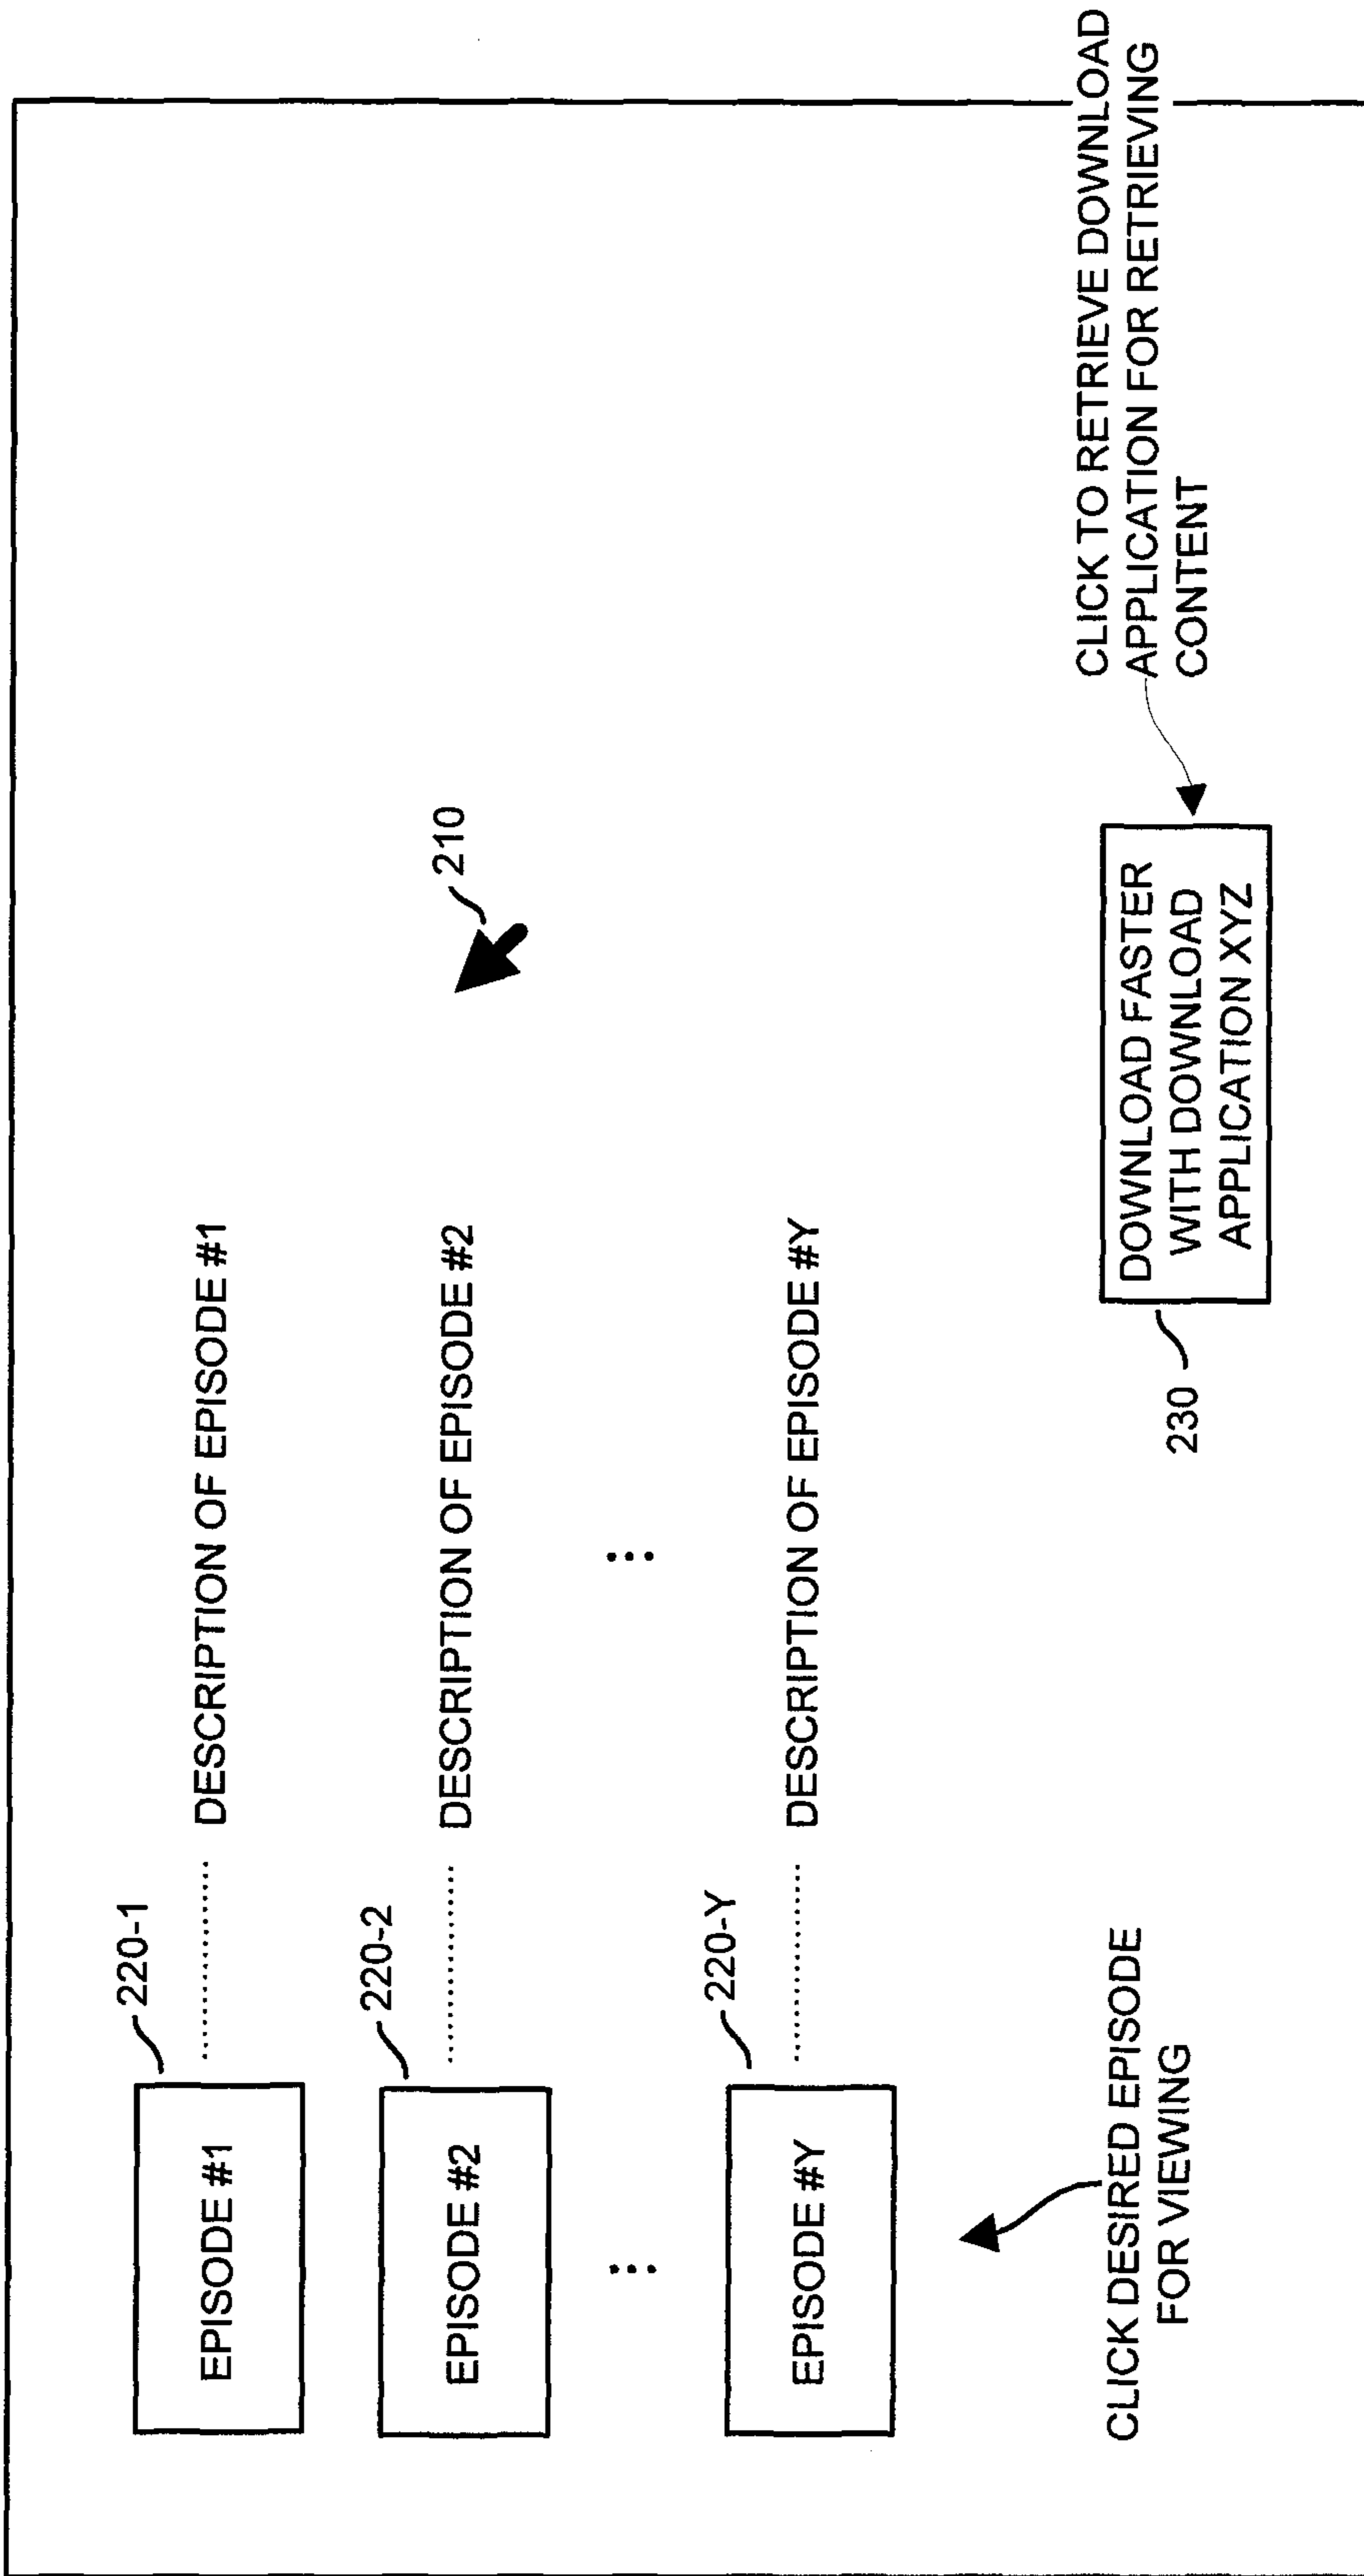 220-1
EPISODE #1
DESCRIPTION OF EPISODE #1
220-2
EPISODE #2
DESCRIPTION OF EPISODE #2
210
220-Y
EPISODE #Y
DESCRIPTION OF EPISODE #Y
CLICK DESIRED EPISODE
FOR VIEWING
230
DOWNLOAD FASTER
WITH DOWNLOAD
APPLICATION XYZ
CLICK TO RETRIEVE DOWNLOAD
APPLICATION FOR RETRIEVING
CONTENT